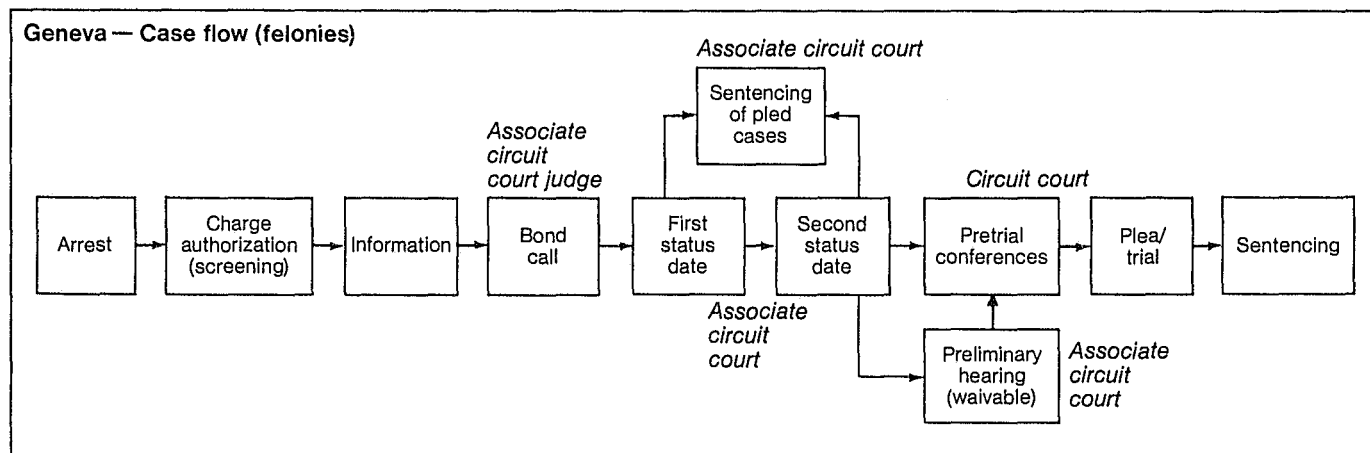 Geneva — Case flow (felonies)
Associate circuit court
Sentencing
of pled
cases
Associate
circuit
court judge
Circuit court
Arrest
Charge
authorization
(screening)
Information
Bond
call
First
status
date
Second
status
date
Pretrial
conferences
Plea/
trial
Sentencing
Associate
circuit
court
Preliminary
hearing
(waivable)
Associate
circuit
court